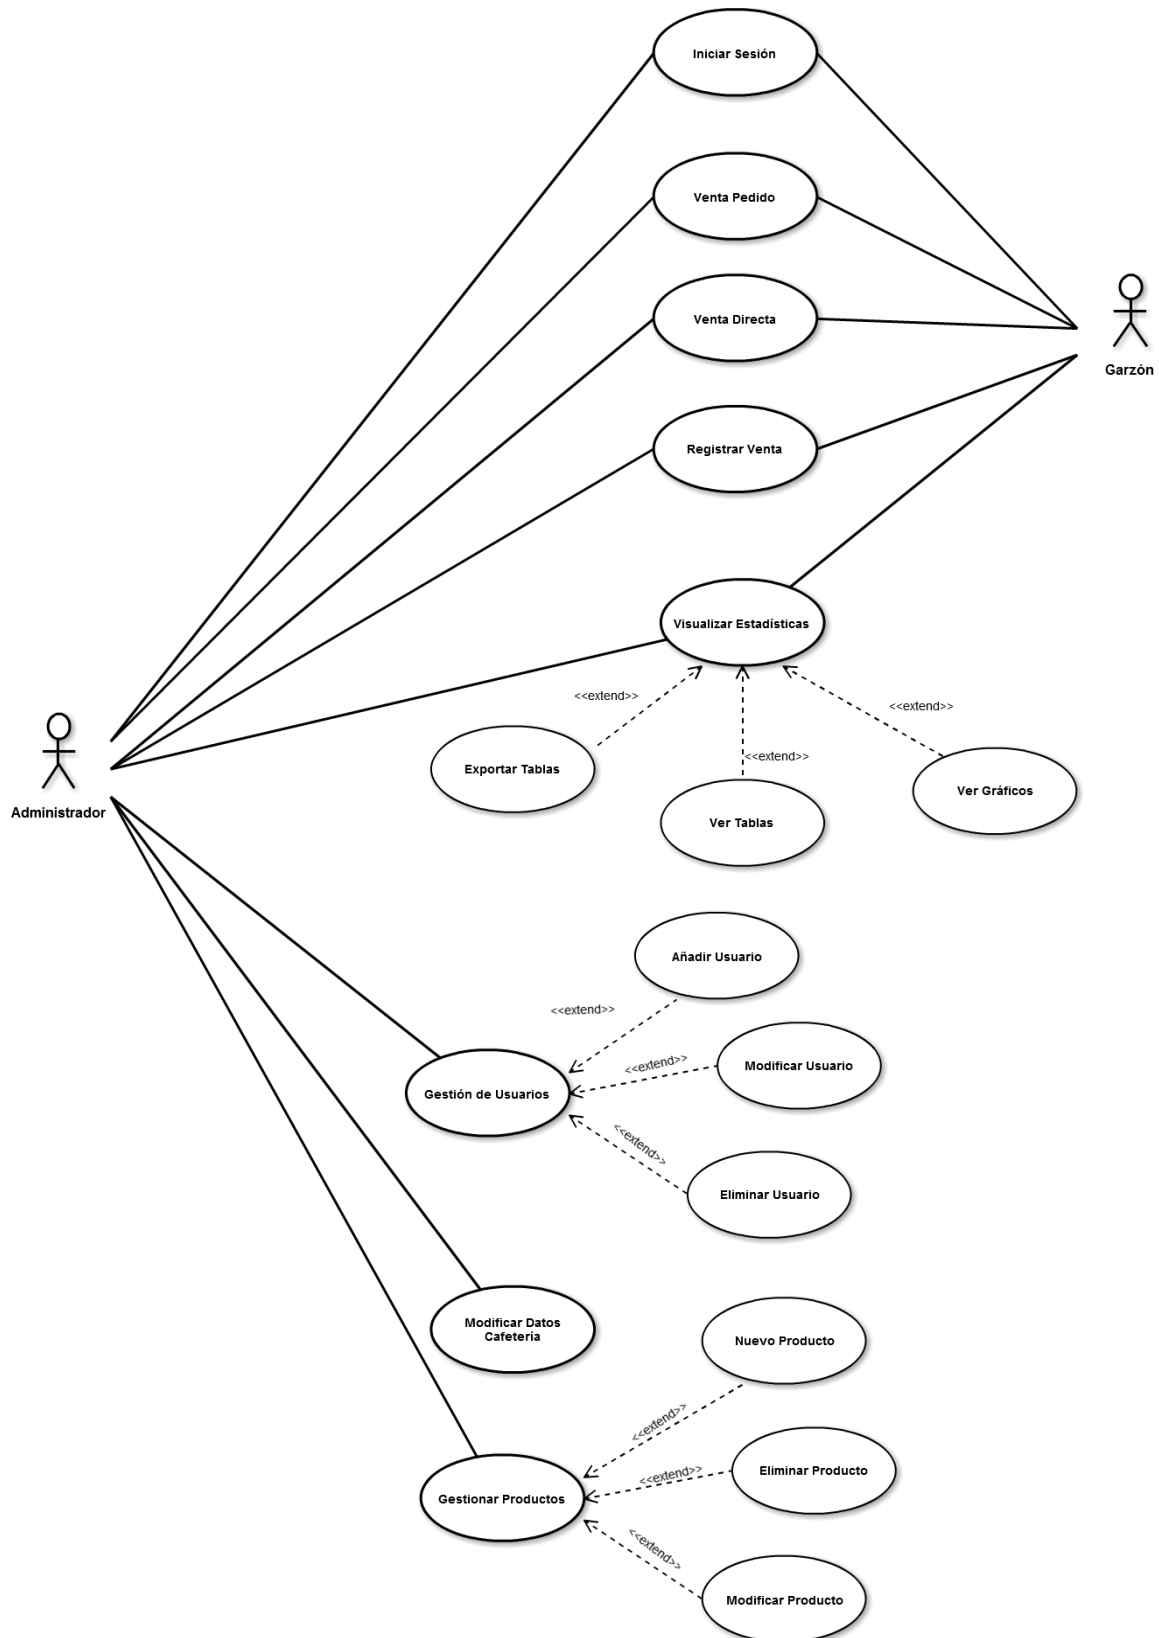 Iniciar Sesión
Venta Pedido
Venta Directa
Garzón
Registrar Venta
Visualizar Estadísticas
<<extend>>
<<extend>>
<<extend>>
Exportar Tablas
Ver Gráficos
Administrador
Ver Tablas
Añadir Usuario
<<extend>>
<<extend>>
Modificar Usuario
Gestión de Usuarios
<<extend>>
Eliminar Usuario
Modificar Datos
Cafetería
Nuevo Producto
<<extend>>
<<extend>>
Eliminar Producto
Gestionar Productos
<<extend>>
Modificar Producto